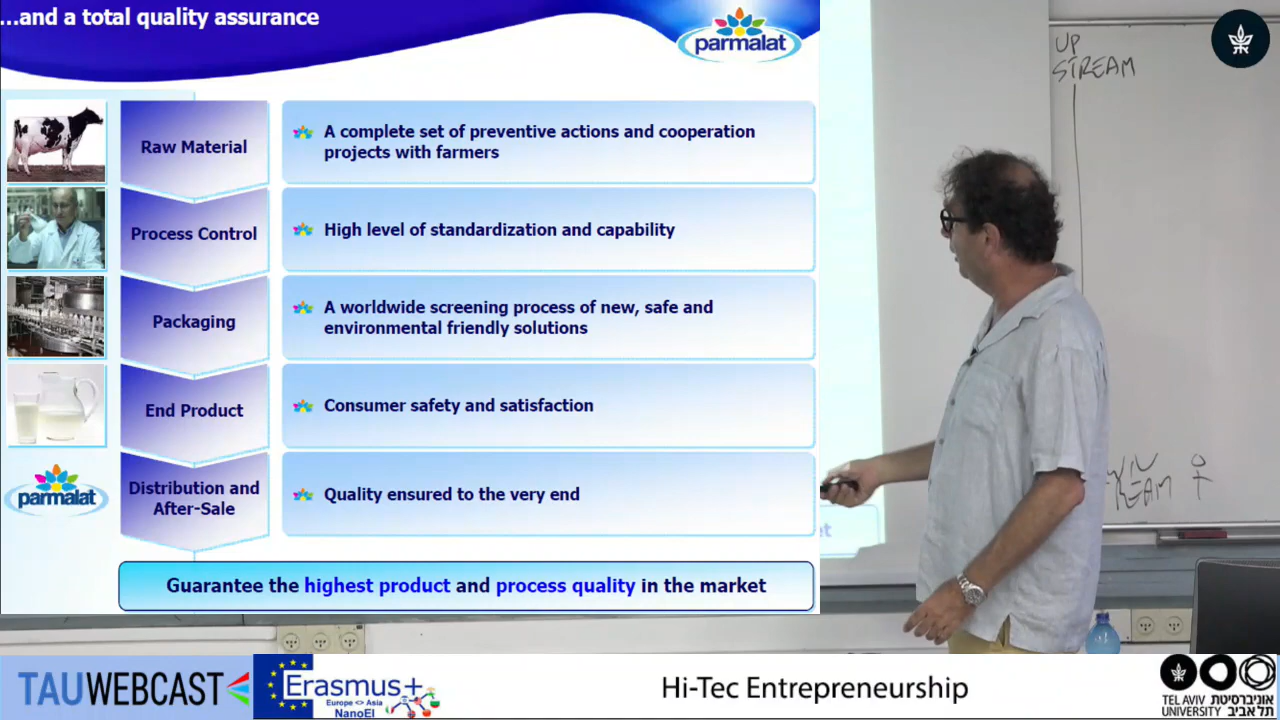 ...and a total quality assurance
parmalat
UP
STREAM
Raw Material
A complete set of preventive actions and cooperation
projects with farmers
Process Control
High level of standardization and capability
Packaging
A worldwide screening process of new, safe and
environmental friendly solutions
End Product
Consumer safety and satisfaction
parmalat
Distribution and
After-Sale
Quality ensured to the very end
Guarantee the highest product and process quality in the market
TAUWEBCAST
Erasmus+
Europe <> Asia
NanoEl
Hi-Tec Entrepreneurship
TEL AVIV אוניברסיטת
UNIVERSITY תל אביב